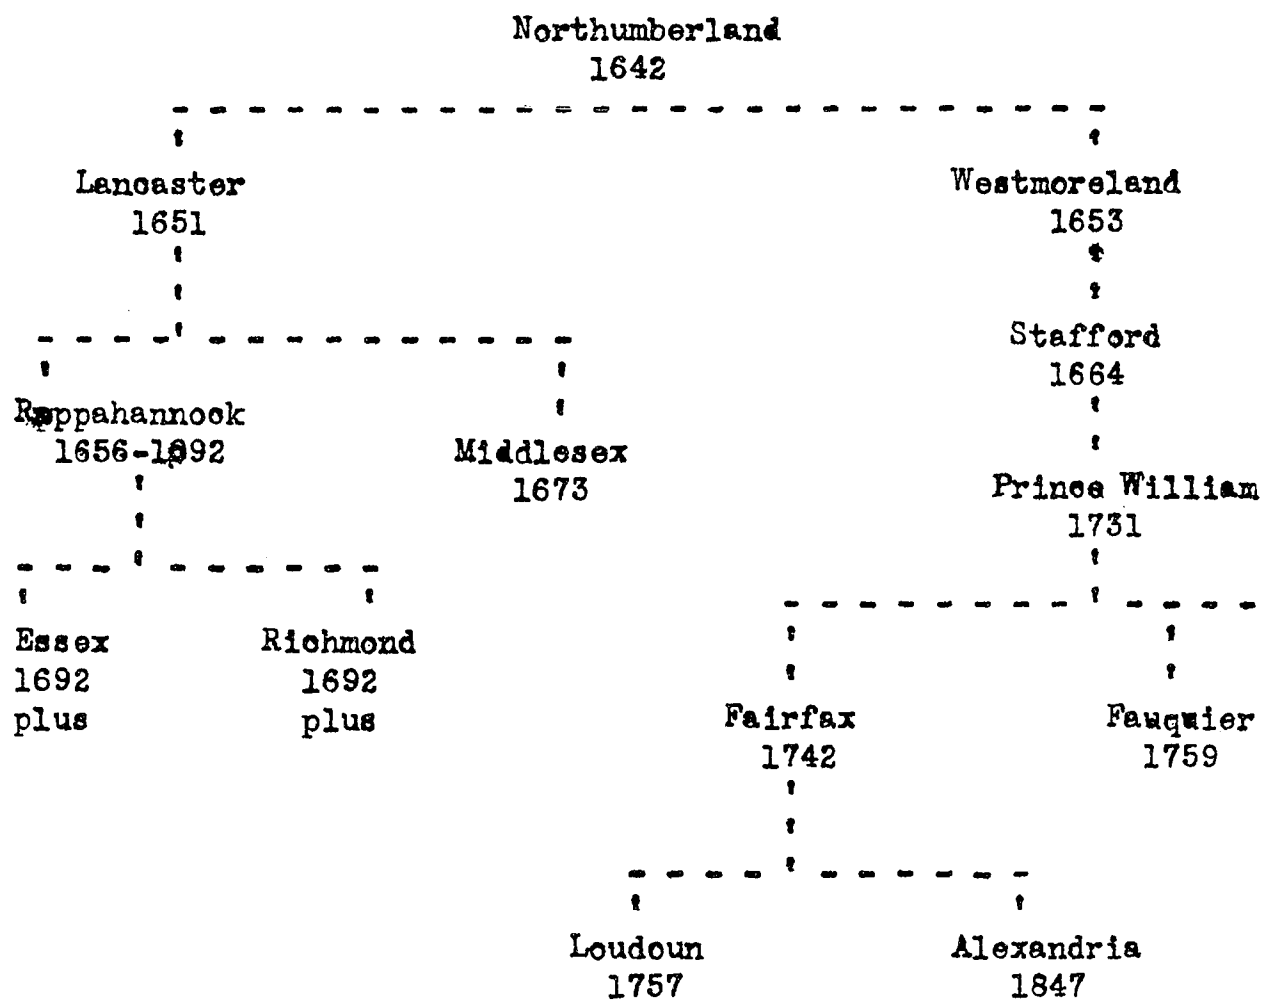 Northumberland
1642
Lancaster Westmoreland
1651 1653
Stafford
1664
Rappahannock
1656-1692 Middlesex
1673 Prince William
1731
Essex Richmond
1692 1692
plus plus
Fairfax Fauquier
1742 1759
Loudoun Alexandria
1757 1847